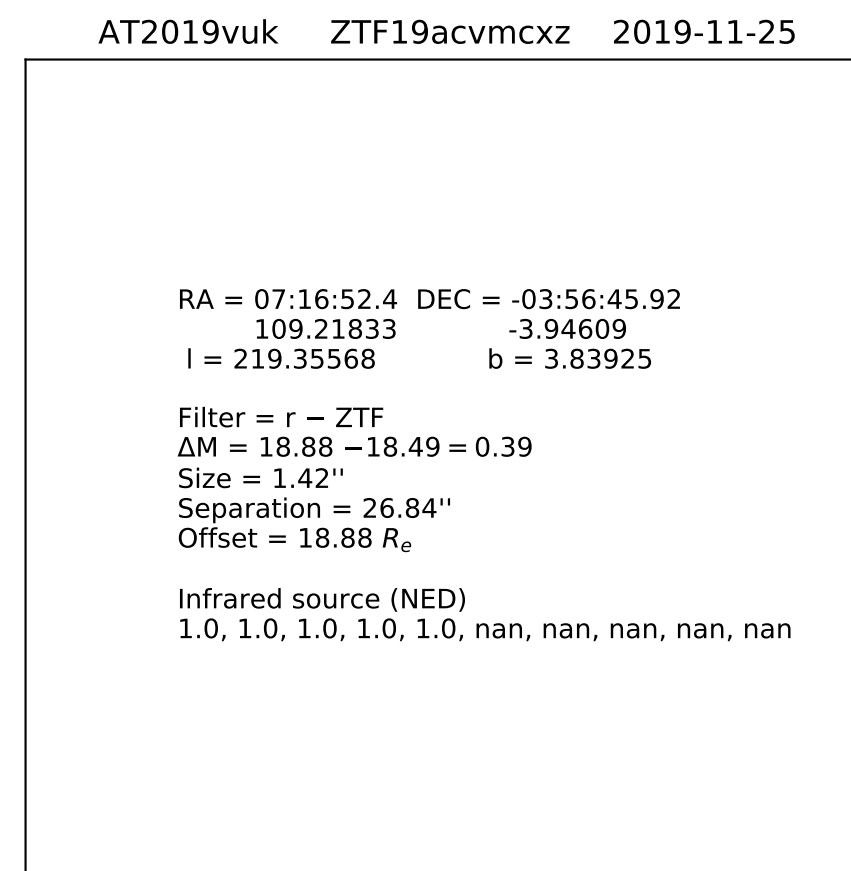 AT2019vuk ZTF19acvmcxz 2019-11-25
RA = 07:16:52.4 DEC = -03:56:45.92
109.21833 -3.94609
l = 219.35568 b = 3.83925
Filter = r − ZTF
ΔM = 18.88 −18.49 = 0.39
Size = 1.42''
Separation = 26.84''
Offset = 18.88 Re
Infrared source (NED)
1.0, 1.0, 1.0, 1.0, 1.0, nan, nan, nan, nan, nan